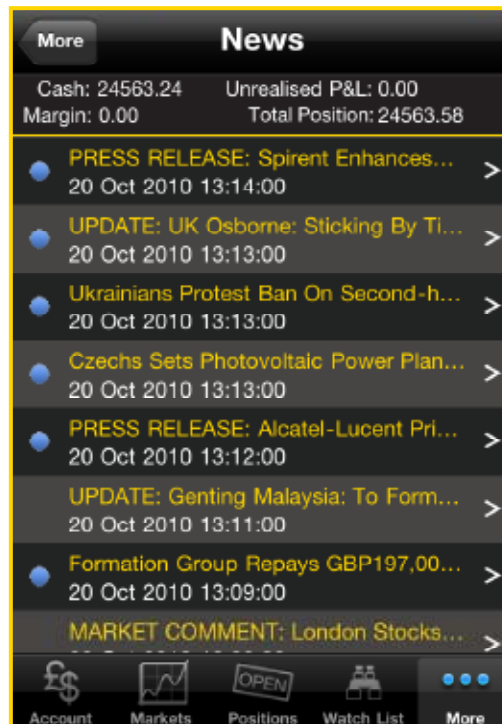 More
News
Cash: 24563.24 Unrealised P&L: 0.00
Margin: 0.00 Total Position: 24563.58
PRESS RELEASE: Spirent Enhances...
20 Oct 2010 13:14:00
UPDATE: UK Osborne: Sticking By Ti...
20 Oct 2010 13:13:00
Ukrainians Protest Ban On Second-h...
20 Oct 2010 13:13:00
Czechs Sets Photovoltaic Power Plan...
20 Oct 2010 13:13:00
PRESS RELEASE: Alcatel-Lucent Pri...
20 Oct 2010 13:12:00
UPDATE: Genting Malaysia: To Form...
20 Oct 2010 13:11:00
Formation Group Repays GBP197,00...
20 Oct 2010 13:09:00
MARKET COMMENT: London Stocks...
£$ OPEN
Account Markets Positions Watch List More